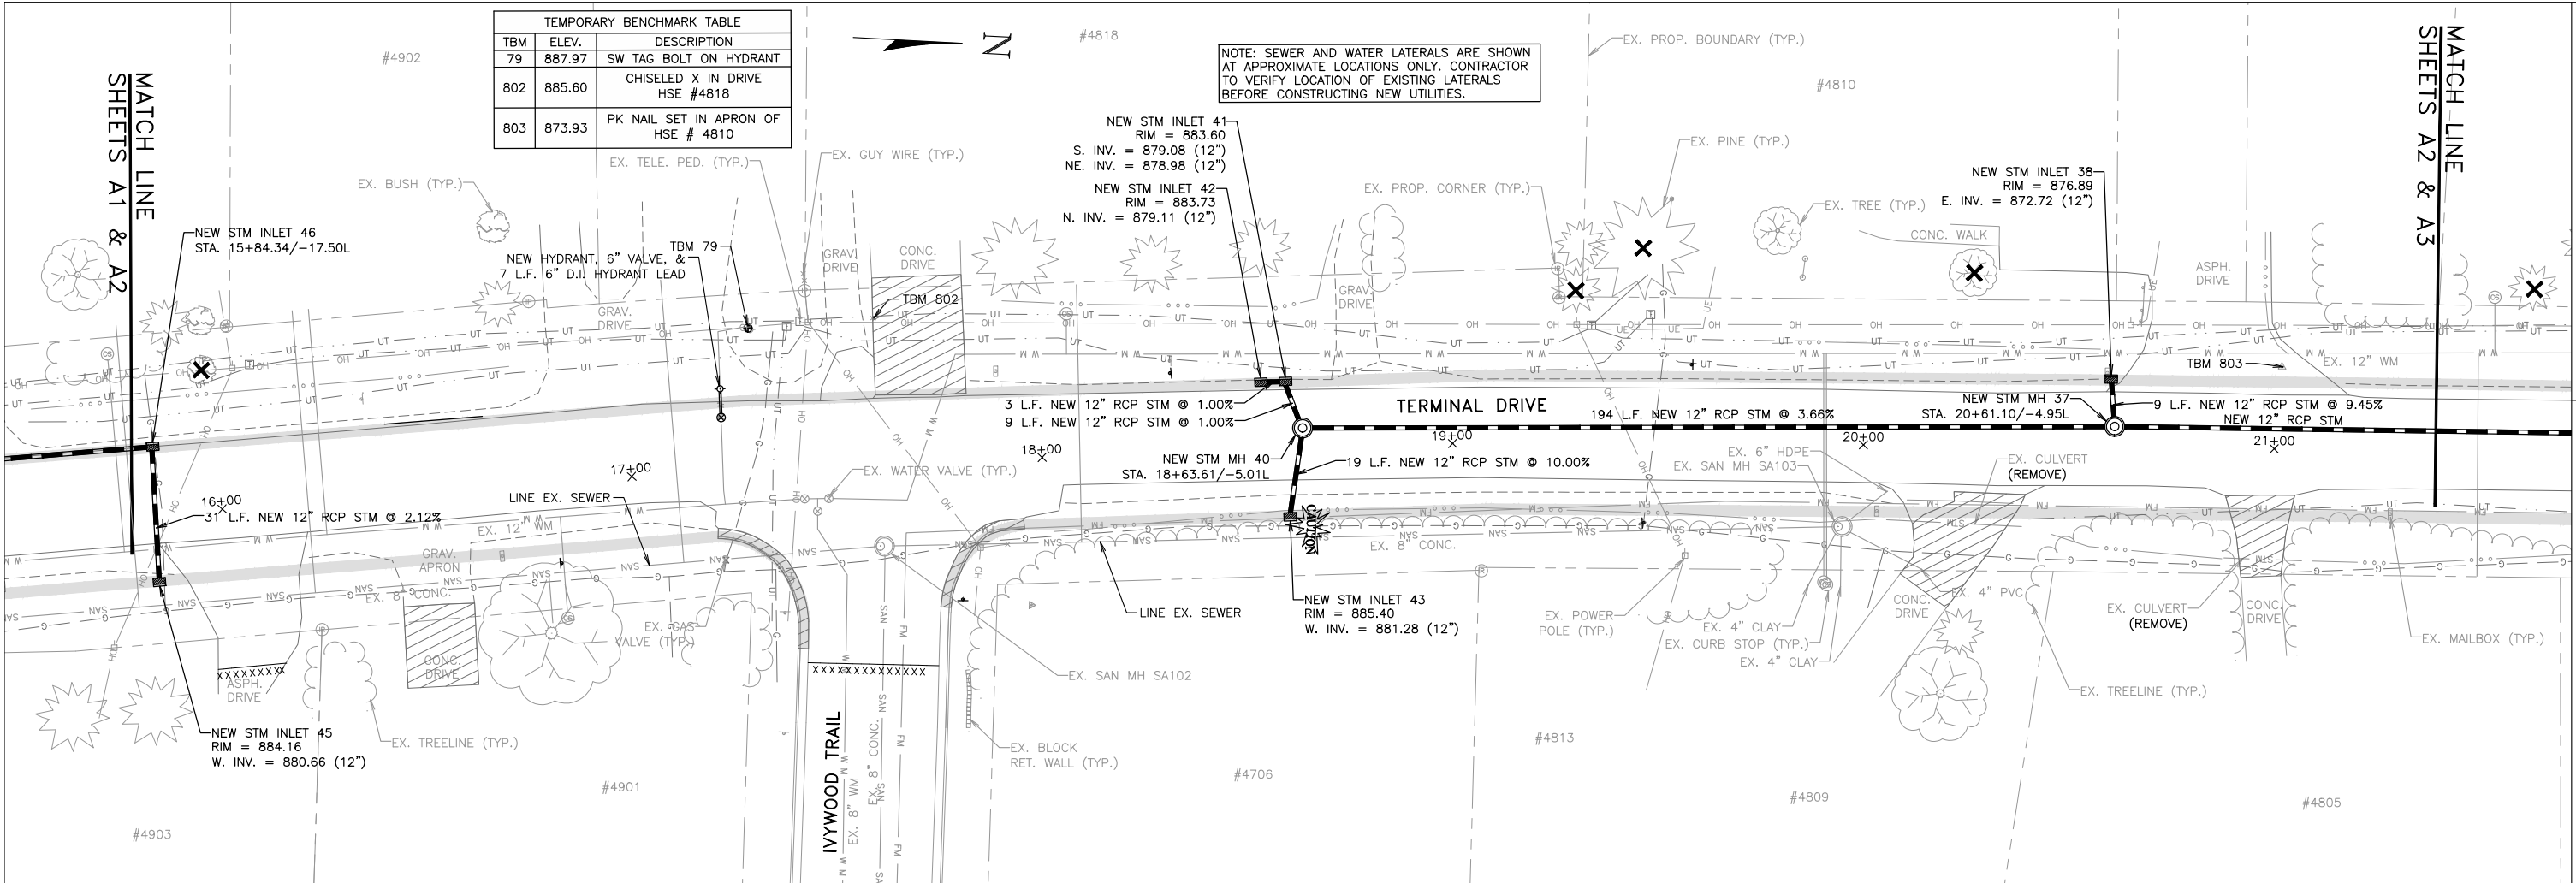 TEMPORARY BENCHMARK TABLE
TBM ELEV. DESCRIPTION
79 887.97 SW TAG BOLT ON HYDRANT
802 885.60 CHISELED X IN DRIVE
HSE #4818
803 873.93 PK NAIL SET IN APRON OF
HSE # 4810
N
NOTE: SEWER AND WATER LATERALS ARE SHOWN
AT APPROXIMATE LOCATIONS ONLY. CONTRACTOR
TO VERIFY LOCATION OF EXISTING LATERALS
BEFORE CONSTRUCTING NEW UTILITIES.
MATCH LINE
SHEETS A1 & A2
MATCH LINE
SHEETS A2 & A3
#4902
#4818
#4810
EX. PROP. BOUNDARY (TYP.)
EX. BUSH (TYP.)
EX. TELE. PED. (TYP.)
EX. GUY WIRE (TYP.)
NEW STM INLET 41
RIM = 883.60
S. INV. = 879.08 (12")
NE. INV. = 878.98 (12")
NEW STM INLET 42
RIM = 883.73
N. INV. = 879.11 (12")
EX. PINE (TYP.)
EX. PROP. CORNER (TYP.)
EX. TREE (TYP.)
CONC. WALK
NEW STM INLET 38
RIM = 876.89
E. INV. = 872.72 (12")
NEW STM INLET 46
STA. 15+84.34/-17.50L
NEW HYDRANT, 6" VALVE, &
7 L.F. 6" D.I. HYDRANT LEAD
TBM 79
GRAV.
DRIVE
GRAV.
DRIVE
CONC.
DRIVE
TBM 802
GRAV.
DRIVE
ASPH.
DRIVE
TBM 803
EX. 12" WM
3 L.F. NEW 12" RCP STM @ 1.00%
9 L.F. NEW 12" RCP STM @ 1.00%
TERMINAL DRIVE
194 L.F. NEW 12" RCP STM @ 3.66%
NEW STM MH 37
STA. 20+61.10/-4.95L
9 L.F. NEW 12" RCP STM @ 9.45%
NEW 12" RCP STM
16+00
17+00
18+00
19+00
20+00
21+00
NEW STM MH 40
STA. 18+63.61/-5.01L
19 L.F. NEW 12" RCP STM @ 10.00%
EX. 6" HDPE
EX. SAN MH SA103
EX. CULVERT
(REMOVE)
EX. WATER VALVE (TYP.)
LINE EX. SEWER
31 L.F. NEW 12" RCP STM @ 2.12%
EX. 12" WM
GRAV.
APRON
EX. 8" CONC.
CAUTION
EX. 8" CONC.
LINE EX. SEWER
NEW STM INLET 43
RIM = 885.40
W. INV. = 881.28 (12")
EX. POWER
POLE (TYP.)
EX. 4" CLAY
EX. CURB STOP (TYP.)
EX. 4" CLAY
EX. 4" PVC
CONC.
DRIVE
EX. CULVERT
(REMOVE)
CONC.
DRIVE
EX. MAILBOX (TYP.)
EX. TREELINE (TYP.)
EX. GAS
VALVE (TYP.)
CONC.
DRIVE
ASPH.
DRIVE
EX. SAN MH SA102
NEW STM INLET 45
RIM = 884.16
W. INV. = 880.66 (12")
EX. TREELINE (TYP.)
EX. BLOCK
RET. WALL (TYP.)
IVYWOOD TRAIL
EX. 8" WM
EX. 8" CONC.
#4903
#4901
#4706
#4813
#4809
#4805